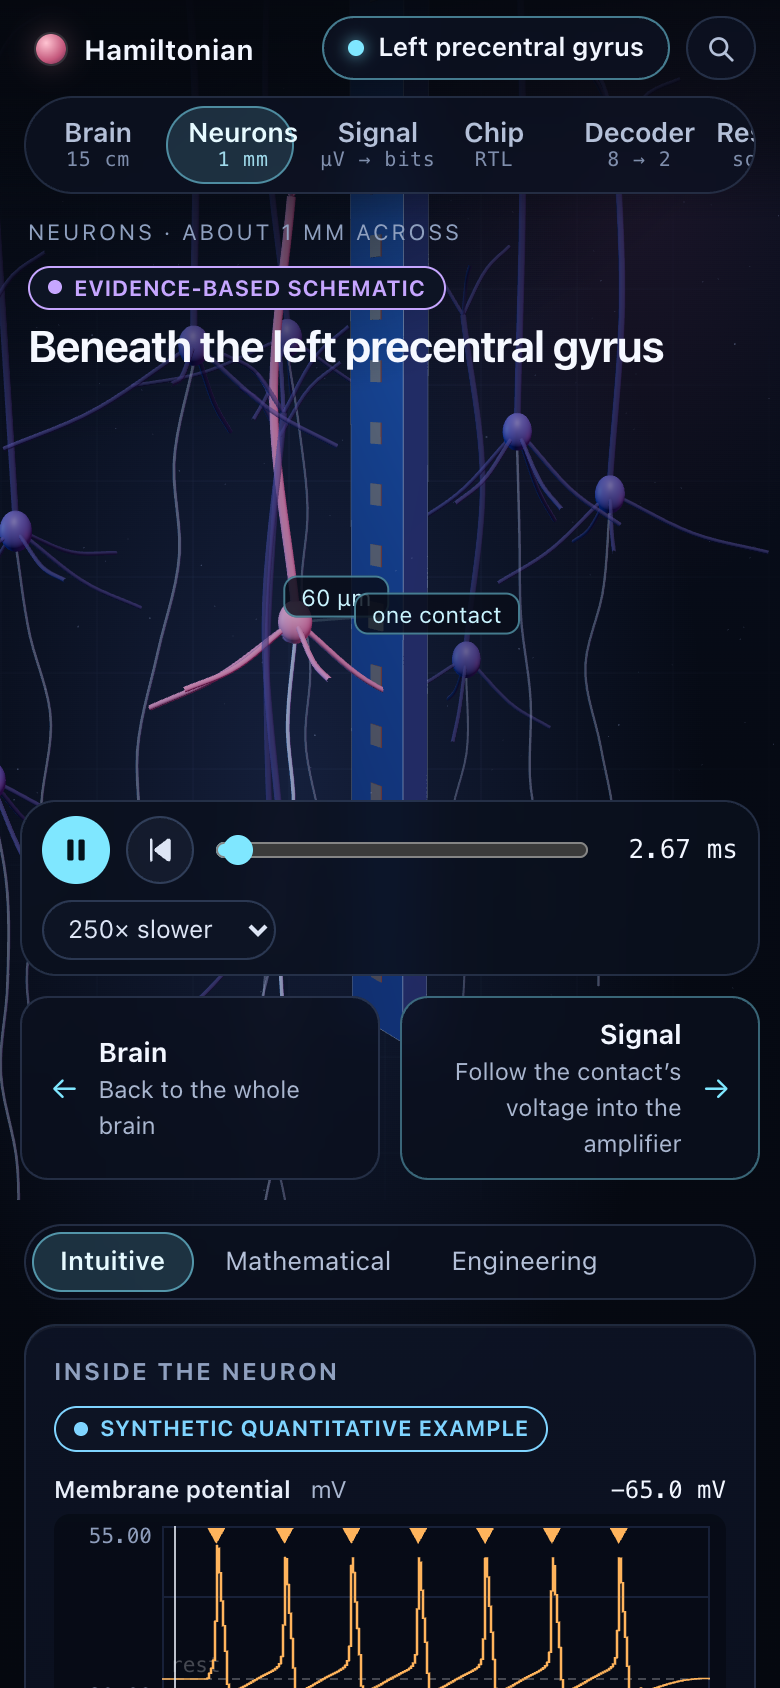 Hamiltonian
Left precentral gyrus
Brain
15 cm
Neurons
1 mm
Signal
µV → bits
Chip
RTL
Decoder
8 → 2
NEURONS · ABOUT 1 MM ACROSS
EVIDENCE-BASED SCHEMATIC
Beneath the left precentral gyrus
60 µm
one contact
2.67 ms
250× slower
Brain
Back to the whole
brain
Signal
Follow the contact’s
voltage into the
amplifier
Intuitive
Mathematical
Engineering
INSIDE THE NEURON
SYNTHETIC QUANTITATIVE EXAMPLE
Membrane potential mV
−65.0 mV
55.00
rest